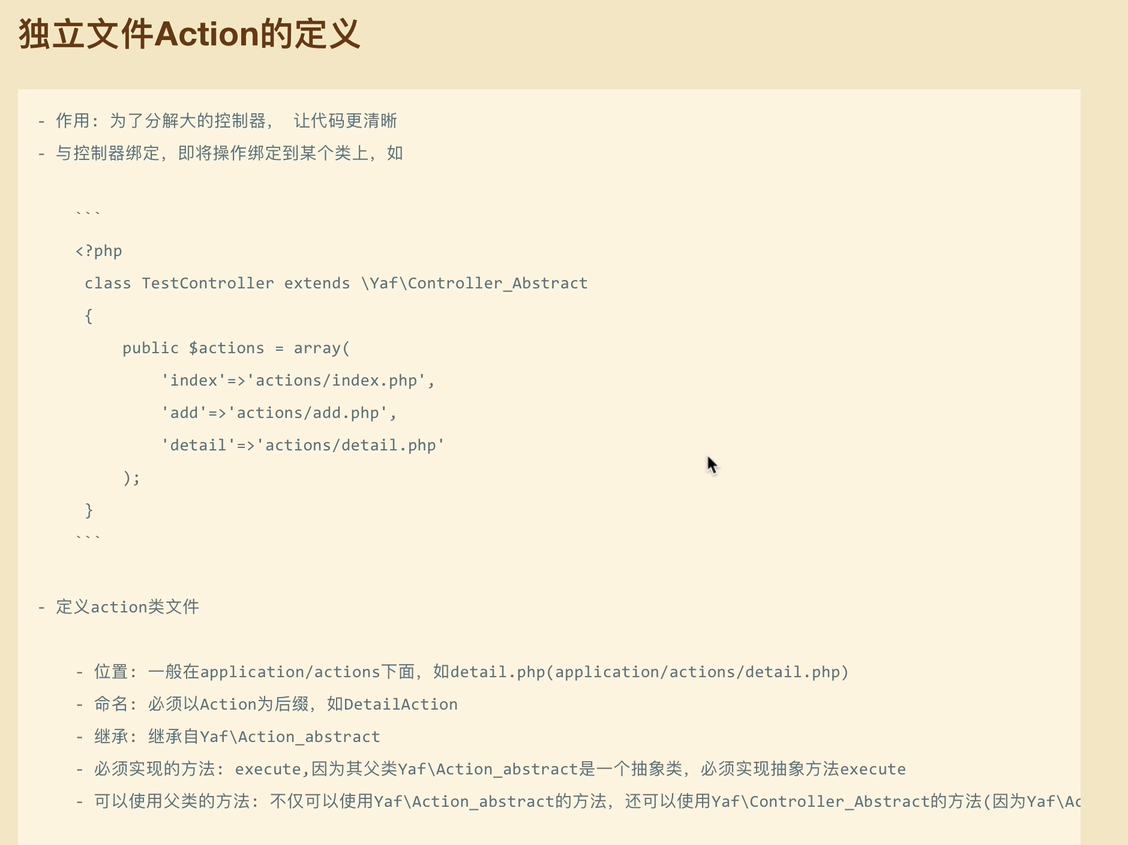 独立文件Action的定义
- 作用: 为了分解大的控制器, 让代码更清晰
- 与控制器绑定, 即将操作绑定到某个类上, 如
```
<?php
class TestController extends \Yaf\Controller_Abstract
{
public $actions = array(
'index'=>'actions/index.php',
'add'=>'actions/add.php',
'detail'=>'actions/detail.php'
);
}
```
- 定义action类文件
- 位置: 一般在application/actions下面, 如detail.php(application/actions/detail.php)
- 命名: 必须以Action为后缀, 如DetailAction
- 继承: 继承自Yaf\Action_abstract
- 必须实现的方法: execute,因为其父类Yaf\Action_abstract是一个抽象类, 必须实现抽象方法execute
- 可以使用父类的方法: 不仅可以使用Yaf\Action_abstract的方法, 还可以使用Yaf\Controller_Abstract的方法(因为Yaf\Ac